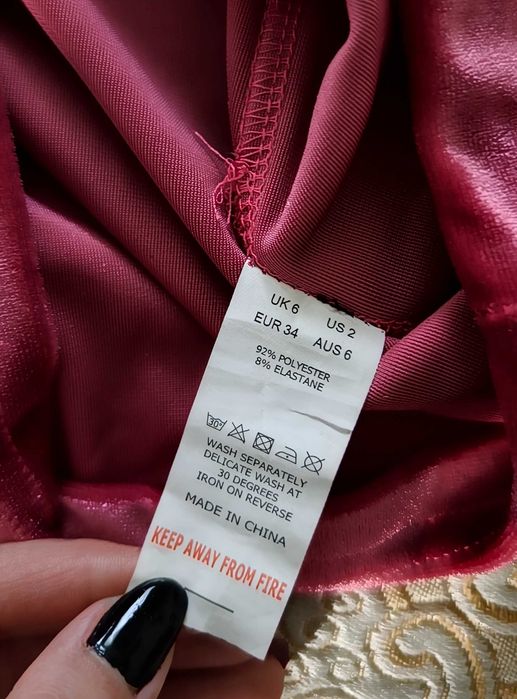 UK 6 US 2
EUR 34 AUS 6
92% POLYESTER
8% ELASTANE
30°
WASH SEPARATELY
DELICATE WASH AT
30 DEGREES
IRON ON REVERSE
MADE IN CHINA
KEEP AWAY FROM FIRE